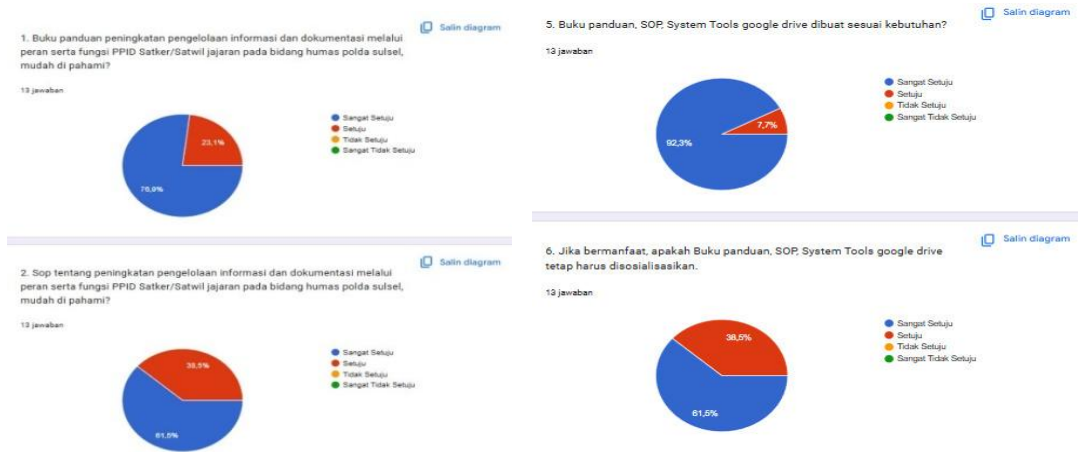 Salin diagram
1. Buku panduan peningkatan pengelolaan informasi dan dokumentasi melalui
peran serta fungsi PPID Satker/Satwil jajaran pada bidang humas polda sulsel,
mudah di pahami?
13 jawaban
Sangat Setuju
Setuju
Tidak Setuju
Sangat Tidak Setuju
23,1%
76,9%
Salin diagram
2. Sop tentang peningkatan pengelolaan informasi dan dokumentasi melalui
peran serta fungsi PPID Satker/Satwil jajaran pada bidang humas polda sulsel,
mudah di pahami?
13 jawaban
Sangat Setuju
Setuju
Tidak Setuju
Sangat Tidak Setuju
38,5%
61,5%
Salin diagram
5. Buku panduan, SOP, System Tools google drive dibuat sesuai kebutuhan?
13 jawaban
Sangat Setuju
Setuju
Tidak Setuju
Sangat Tidak Setuju
7,7%
92,3%
Salin diagram
6. Jika bermanfaat, apakah Buku panduan, SOP, System Tools google drive
tetap harus disosialisasikan.
13 jawaban
Sangat Setuju
Setuju
Tidak Setuju
Sangat Tidak Setuju
38,5%
61,5%